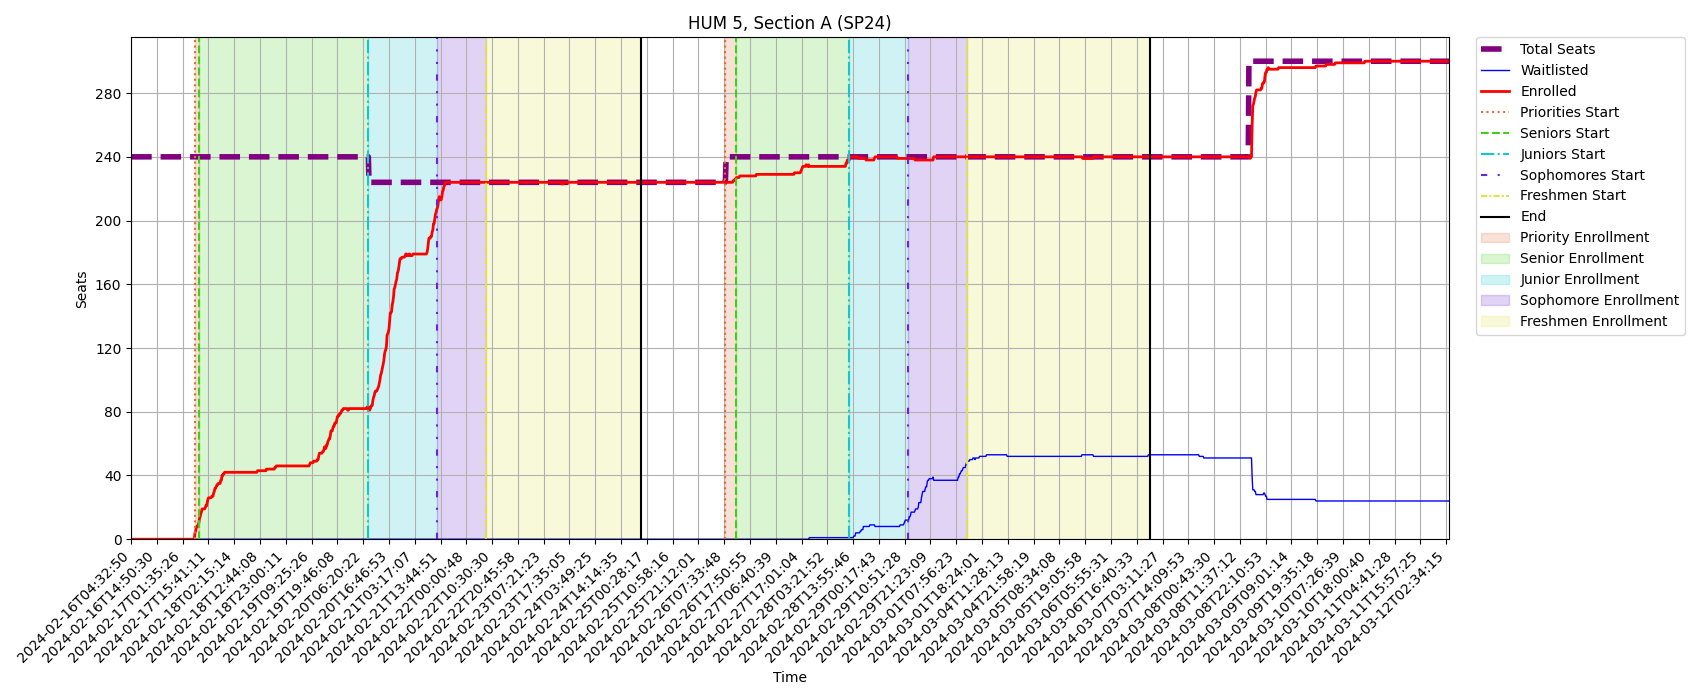 HUM 5, Section A (SP24)
Seats
280
240
200
160
120
80
40
0
2024-02-16T04:32:50
2024-02-16T14:50:30
2024-02-17T01:35:26
2024-02-17T15:41:11
2024-02-18T02:15:14
2024-02-18T12:44:08
2024-02-18T23:00:11
2024-02-19T09:25:26
2024-02-19T19:46:08
2024-02-20T06:20:22
2024-02-20T16:46:53
2024-02-21T03:17:07
2024-02-21T13:44:51
2024-02-22T00:00:48
2024-02-22T10:30:30
2024-02-22T20:45:58
2024-02-23T07:21:23
2024-02-23T17:35:05
2024-02-24T03:49:25
2024-02-24T14:14:35
2024-02-25T00:28:17
2024-02-25T10:58:16
2024-02-25T21:12:01
2024-02-26T07:33:48
2024-02-26T17:50:55
2024-02-27T06:40:39
2024-02-27T17:01:04
2024-02-28T03:21:52
2024-02-28T13:55:46
2024-02-29T00:17:43
2024-02-29T10:51:28
2024-02-29T21:23:09
2024-03-01T07:56:23
2024-03-01T18:24:01
2024-03-04T11:28:13
2024-03-04T21:58:19
2024-03-05T08:34:08
2024-03-05T19:05:58
2024-03-06T05:55:31
2024-03-06T16:40:33
2024-03-07T03:11:27
2024-03-07T14:09:53
2024-03-08T00:43:30
2024-03-08T11:37:12
2024-03-08T22:10:53
2024-03-09T09:01:14
2024-03-09T19:35:18
2024-03-10T07:26:39
2024-03-10T18:00:40
2024-03-11T04:41:28
2024-03-11T15:57:25
2024-03-12T02:34:15
Time
Total Seats
Waitlisted
Enrolled
Priorities Start
Seniors Start
Juniors Start
Sophomores Start
Freshmen Start
End
Priority Enrollment
Senior Enrollment
Junior Enrollment
Sophomore Enrollment
Freshmen Enrollment